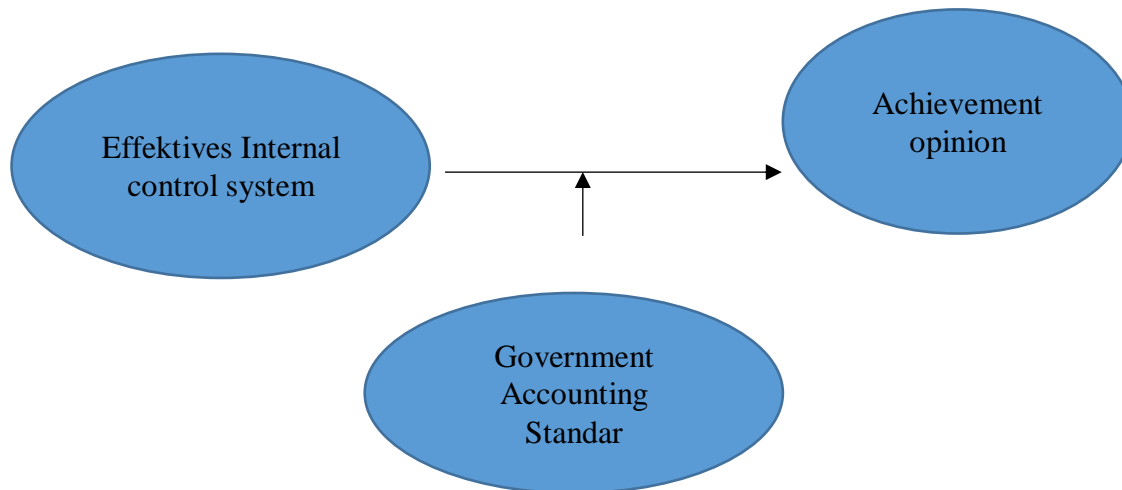 Effektives Internal
control system
Achievement
opinion
Government
Accounting
Standar